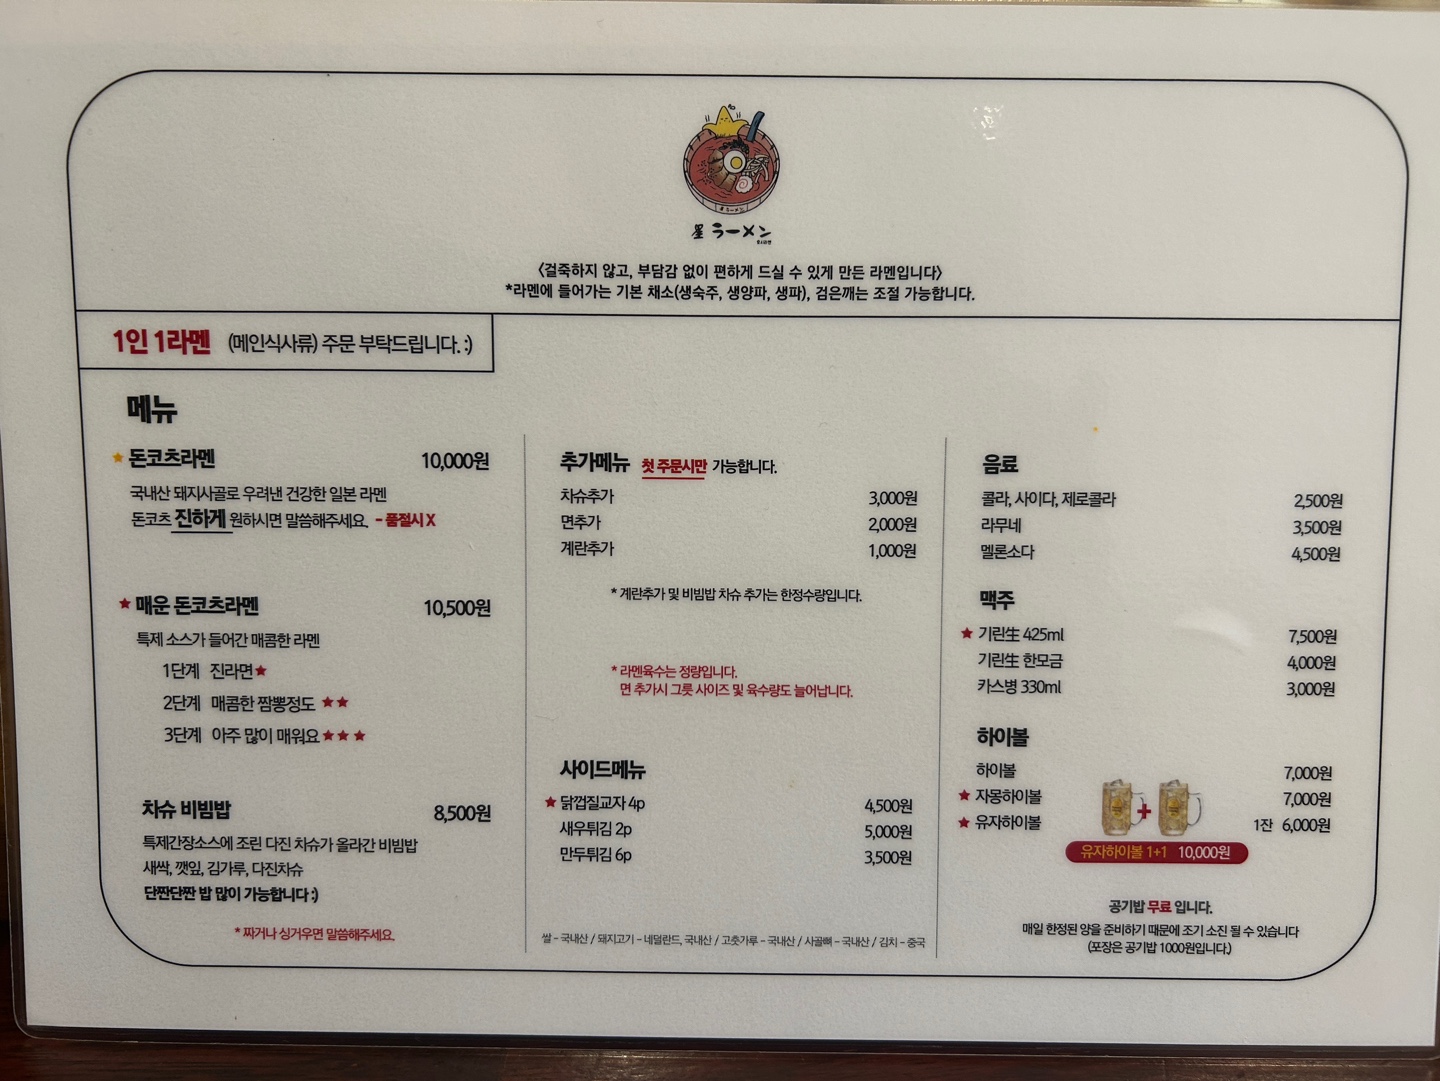 星 ラーメン
〈걸죽하지 않고, 부담감 없이 편하게 드실 수 있게 만든 라멘입니다〉
*라멘에 들어가는 기본 채소(생숙주, 생양파, 생파), 검은깨는 조절 가능합니다.
1인 1라멘 (메인식사류) 주문 부탁드립니다. :)
메뉴
★ 돈코츠라멘 10,000원
국내산 돼지사골로 우려낸 건강한 일본 라멘
돈코츠 진하게 원하시면 말씀해주세요. - 품절시 X
★ 매운 돈코츠라멘 10,500원
특제 소스가 들어간 매콤한 라멘
1단계 진라면★
2단계 매콤한 짬뽕정도 ★★
3단계 아주 많이 매워요★★★
차슈 비빔밥 8,500원
특제간장소스에 조린 다진 차슈가 올라간 비빔밥
새싹, 깻잎, 김가루, 다진차슈
단짠단짠 밥 많이 가능합니다 :)
* 짜거나 싱거우면 말씀해주세요.
추가메뉴 첫 주문시만 가능합니다.
차슈추가 3,000원
면추가 2,000원
계란추가 1,000원
* 계란추가 및 비빔밥 차슈 추가는 한정수량입니다.
* 라멘육수는 정량입니다.
면 추가시 그릇 사이즈 및 육수량도 늘어납니다.
사이드메뉴
★ 닭껍질교자 4p 4,500원
새우튀김 2p 5,000원
만두튀김 6p 3,500원
쌀 - 국내산 / 돼지고기 - 네덜란드, 국내산 / 고춧가루 - 국내산 / 사골뼈 - 국내산 / 김치 - 중국
음료
콜라, 사이다, 제로콜라 2,500원
라무네 3,500원
멜론소다 4,500원
맥주
★ 기린生 425ml 7,500원
기린生 한모금 4,000원
카스병 330ml 3,000원
하이볼
하이볼 7,000원
★ 자몽하이볼 7,000원
★ 유자하이볼 1잔 6,000원
유자하이볼 1+1 10,000원
공기밥 무료 입니다.
매일 한정된 양을 준비하기 때문에 조기 소진 될 수 있습니다
(포장은 공기밥 1000원입니다.)